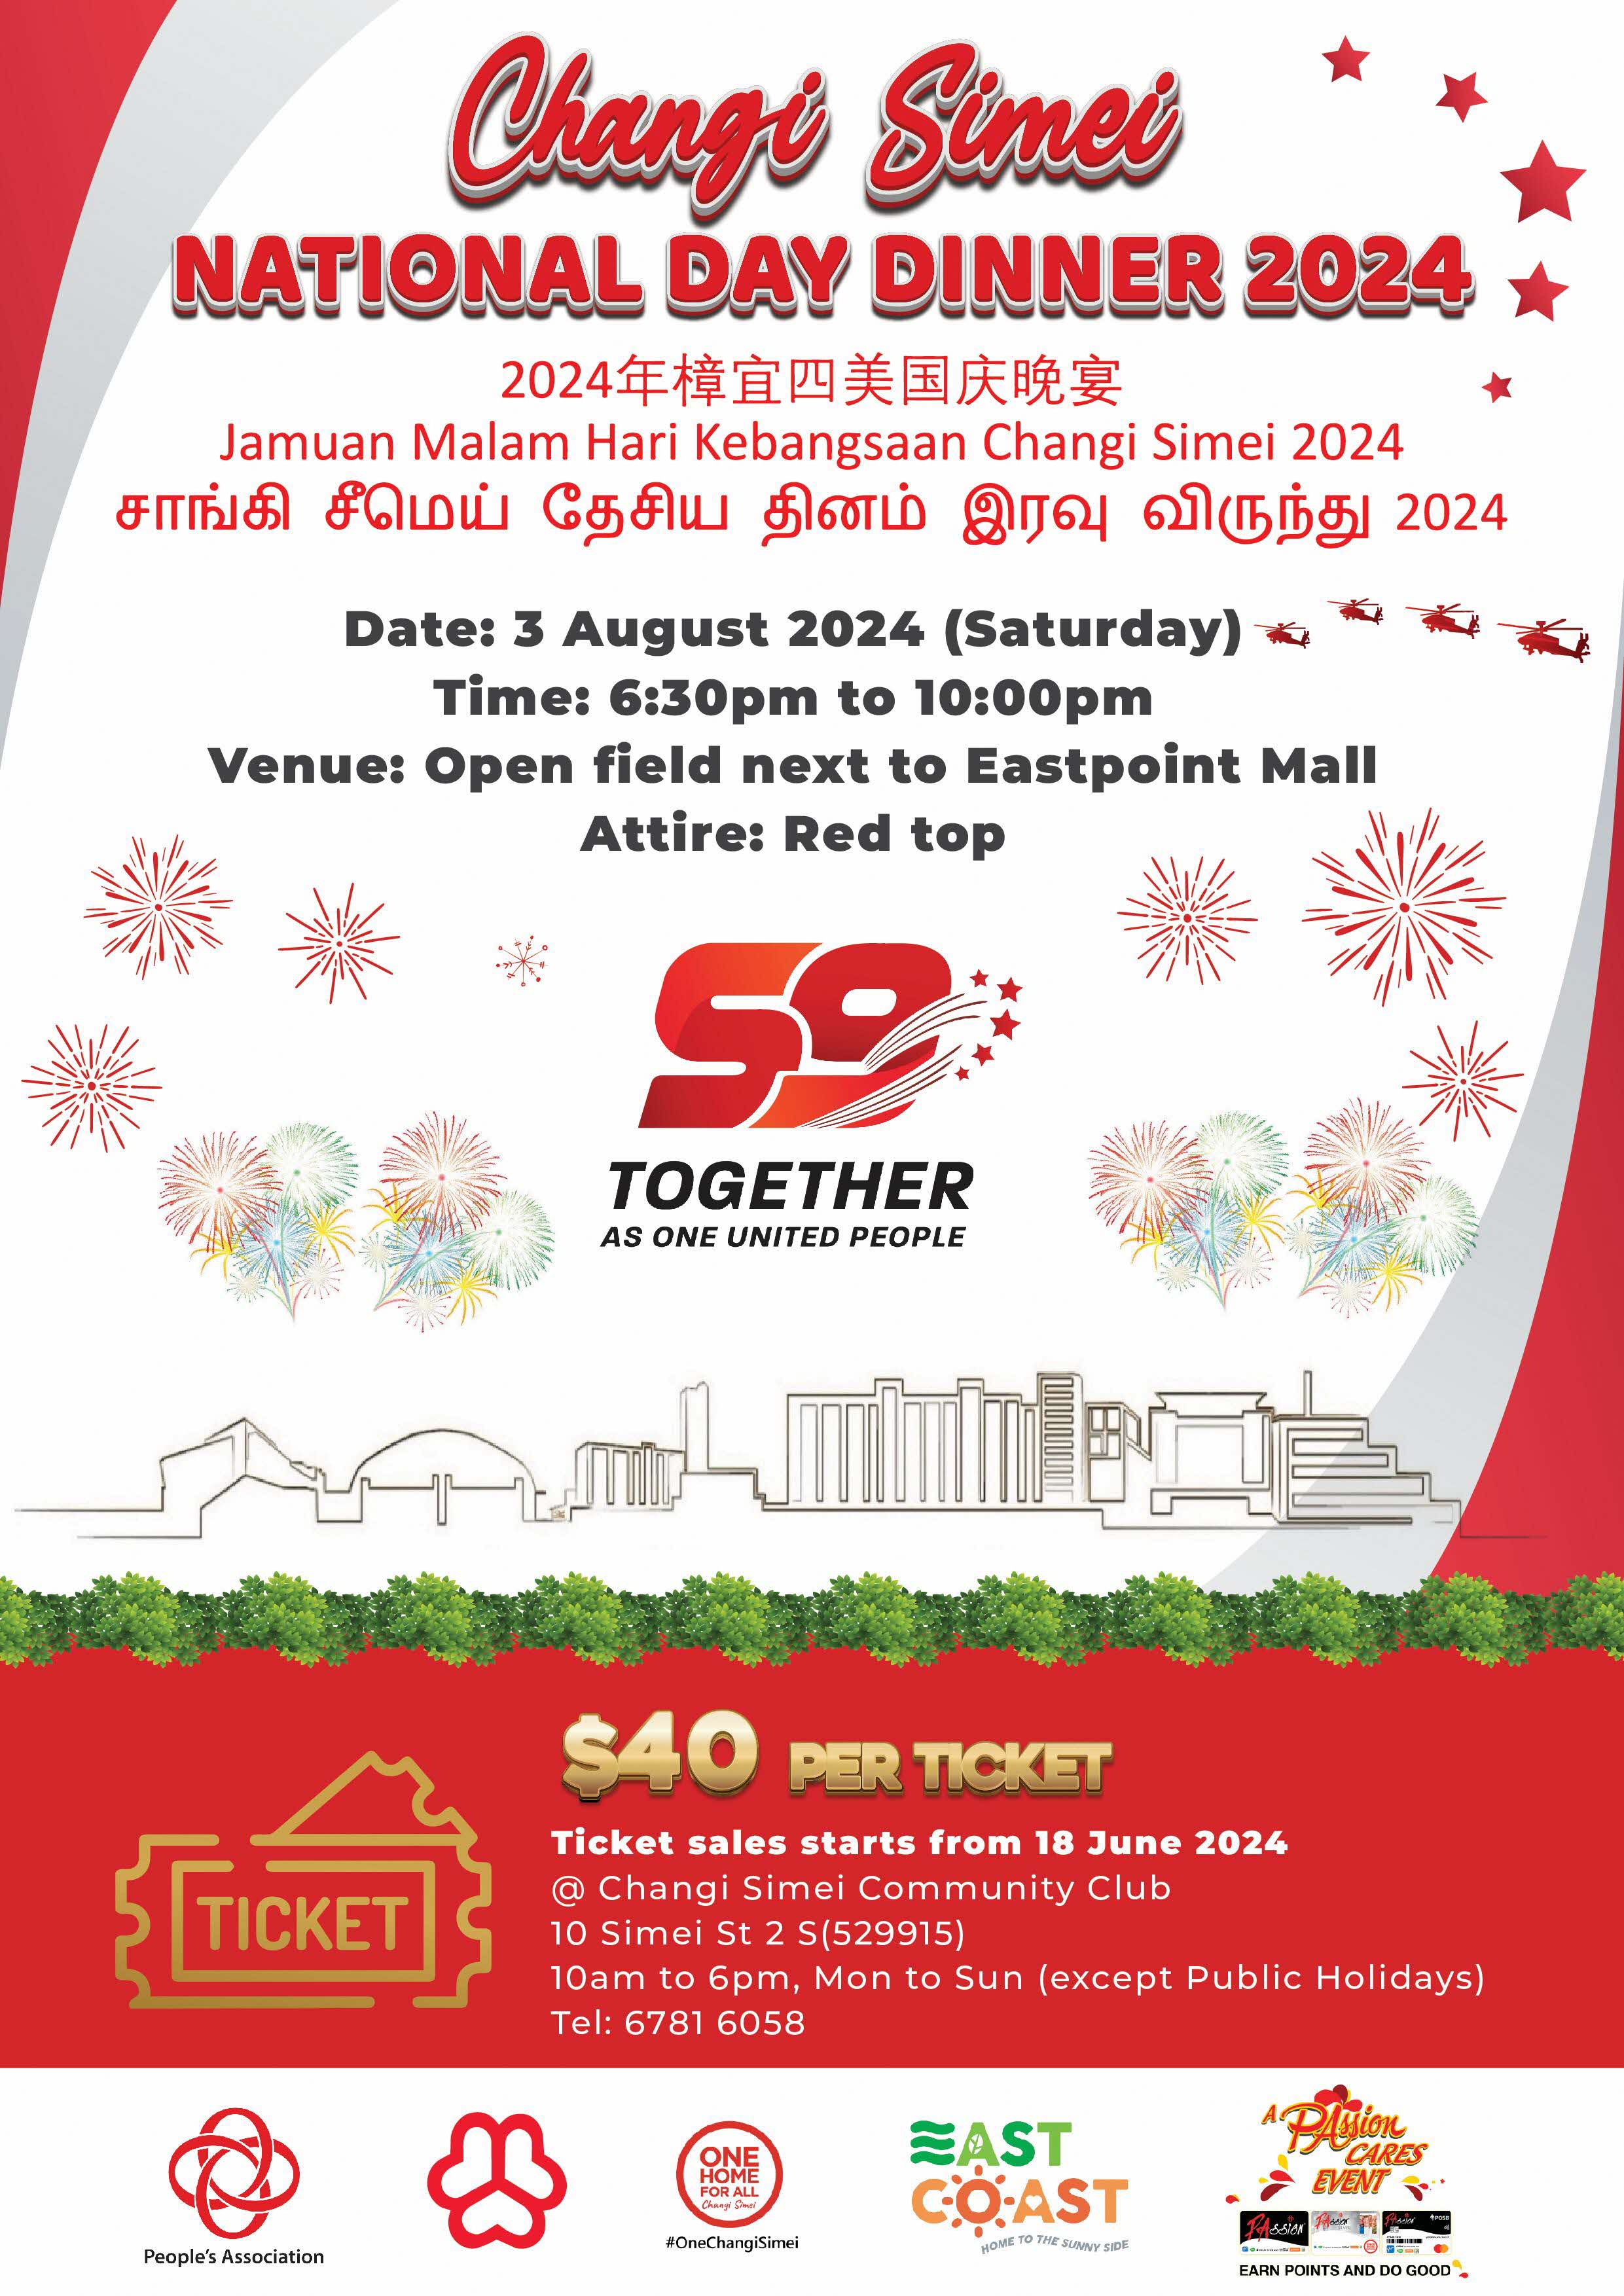 Changi Simei
NATIONAL DAY DINNER 2024
2024年樟宜四美国庆晚宴
Jamuan Malam Hari Kebangsaan Changi Simei 2024
சாங்கி சீமெய் தேசிய தினம் இரவு விருந்து 2024
Date: 3 August 2024 (Saturday)
Time: 6:30pm to 10:00pm
Venue: Open field next to Eastpoint Mall
Attire: Red top
59
TOGETHER
AS ONE UNITED PEOPLE
$40 PER TICKET
TICKET
Ticket sales starts from 18 June 2024
@ Changi Simei Community Club
10 Simei St 2 S(529915)
10am to 6pm, Mon to Sun (except Public Holidays)
Tel: 6781 6058
People's Association
ONE
HOME
FOR ALL
Changi Simei
#OneChangiSimei
EAST
COAST
HOME TO THE SUNNY SIDE
A PAssion
CARES
EVENT
PAssion PAssion PAssion POSB
EARN POINTS AND DO GOOD